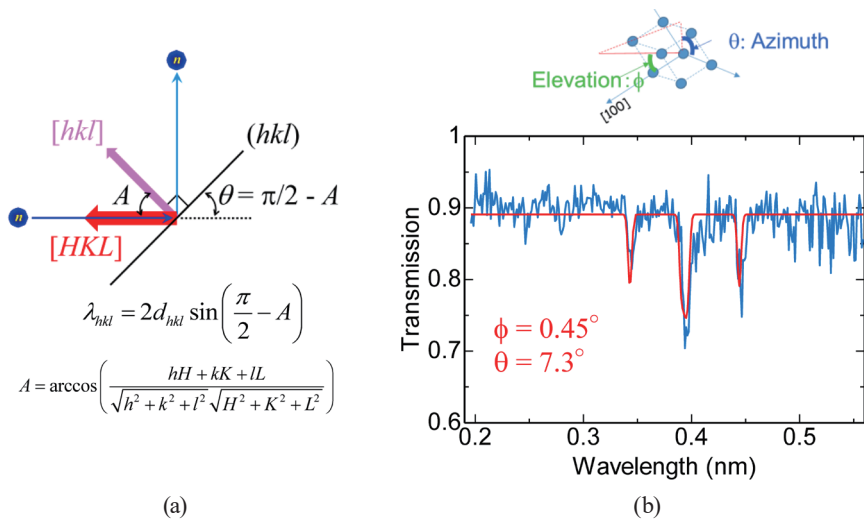 n
[hkl]
(hkl)
A
θ = π/2 - A
n
[HKL]
λhkl = 2dhkl sin(π/2 − A)
A = arccos((hH + kK + lL)/(√(h² + k² + l²) √(H² + K² + L²)))
(a)
θ: Azimuth
Elevation: ϕ
[100]
1
0.9
0.8
0.7
0.6
Transmission
ϕ = 0.45°
θ = 7.3°
0.2 0.3 0.4 0.5
Wavelength (nm)
(b)